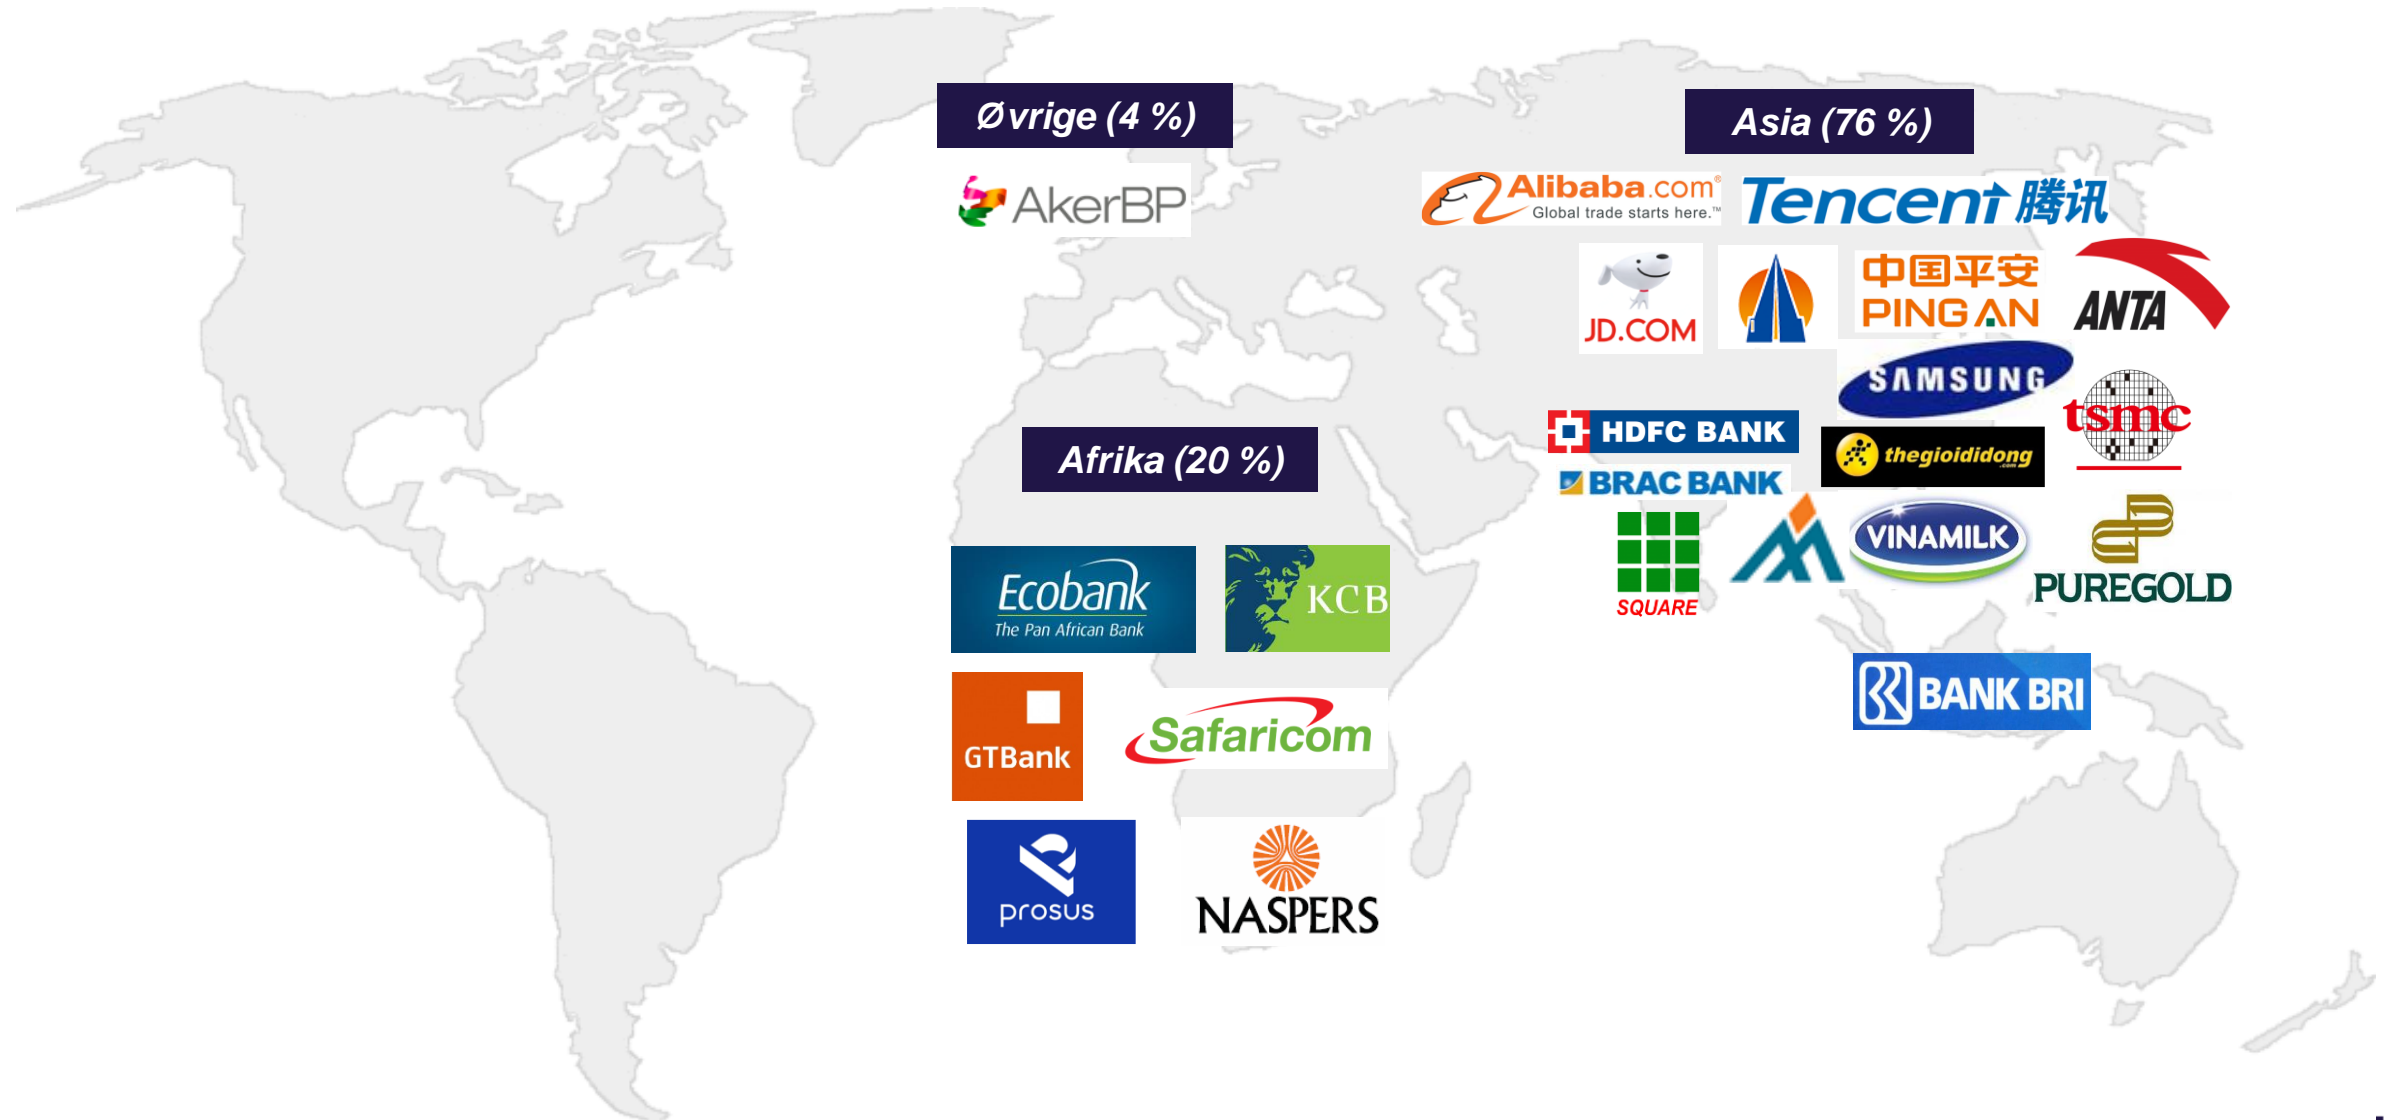 Øvrige (4 %)
AkerBP
Asia (76 %)
Alibaba.com®
Global trade starts here.™
Tencent 腾讯
JD.COM
中国平安
PING AN
ANTA
SAMSUNG
tsmc
HDFC BANK
thegioididong
.com
BRAC BANK
SQUARE
VINAMILK
PUREGOLD
BANK BRI
Afrika (20 %)
Ecobank
The Pan African Bank
KCB
GTBank
Safaricom
prosus
NASPERS